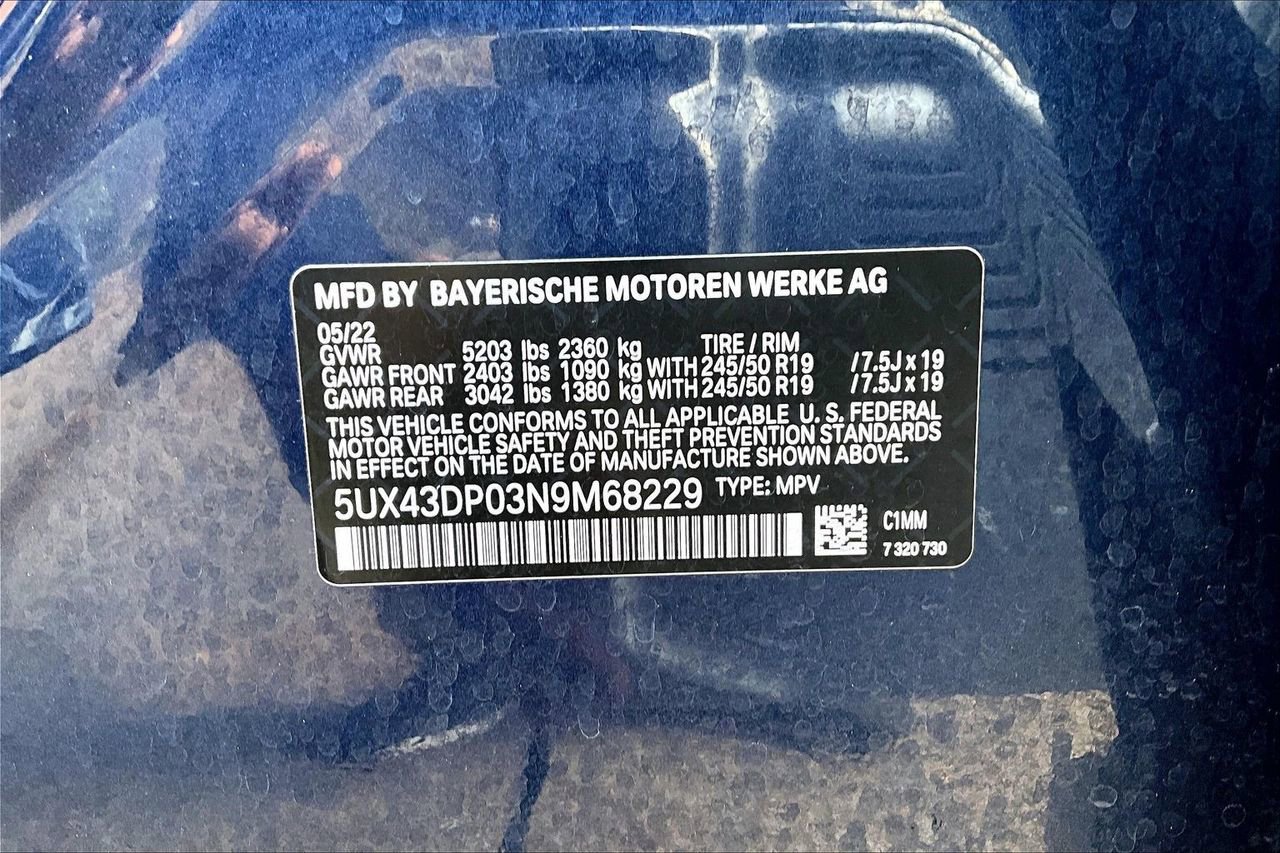 MFD BY BAYERISCHE MOTOREN WERKE AG
05/22
TIRE / RIM
GVWR 5203 lbs 2360 kg
GAWR FRONT 2403 lbs 1090 kg WITH 245/50 R19 /7.5J x 19
GAWR REAR 3042 lbs 1380 kg WITH 245/50 R19 /7.5J x 19
THIS VEHICLE CONFORMS TO ALL APPLICABLE U. S. FEDERAL
MOTOR VEHICLE SAFETY AND THEFT PREVENTION STANDARDS
IN EFFECT ON THE DATE OF MANUFACTURE SHOWN ABOVE.
5UX43DP03N9M68229 TYPE: MPV
C1MM
7 320 730